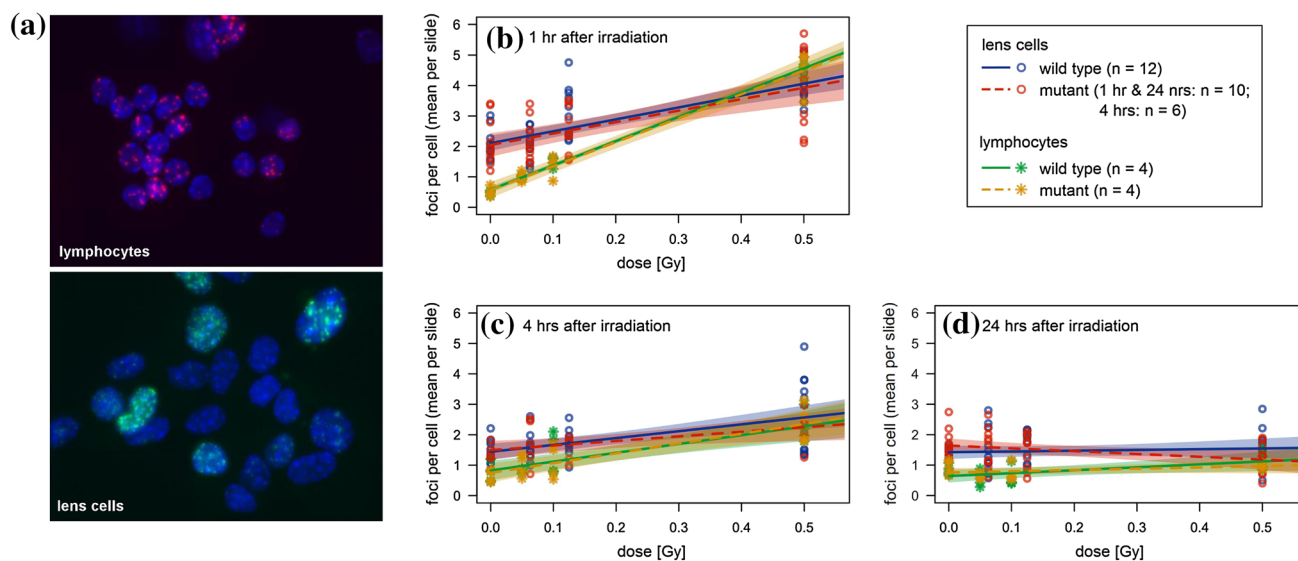 (a)
lymphocytes
lens cells
(b) 1 hr after irradiation
foci per cell (mean per slide)
6
5
4
3
2
1
0
0.0 0.1 0.2 0.3 0.4 0.5
dose [Gy]
lens cells
wild type (n = 12)
mutant (1 hr & 24 nrs: n = 10;
4 hrs: n = 6)
lymphocytes
wild type (n = 4)
mutant (n = 4)
(c) 4 hrs after irradiation
foci per cell (mean per slide)
6
5
4
3
2
1
0
0.0 0.1 0.2 0.3 0.4 0.5
dose [Gy]
(d) 24 hrs after irradiation
foci per cell (mean per slide)
6
5
4
3
2
1
0
0.0 0.1 0.2 0.3 0.4 0.5
dose [Gy]